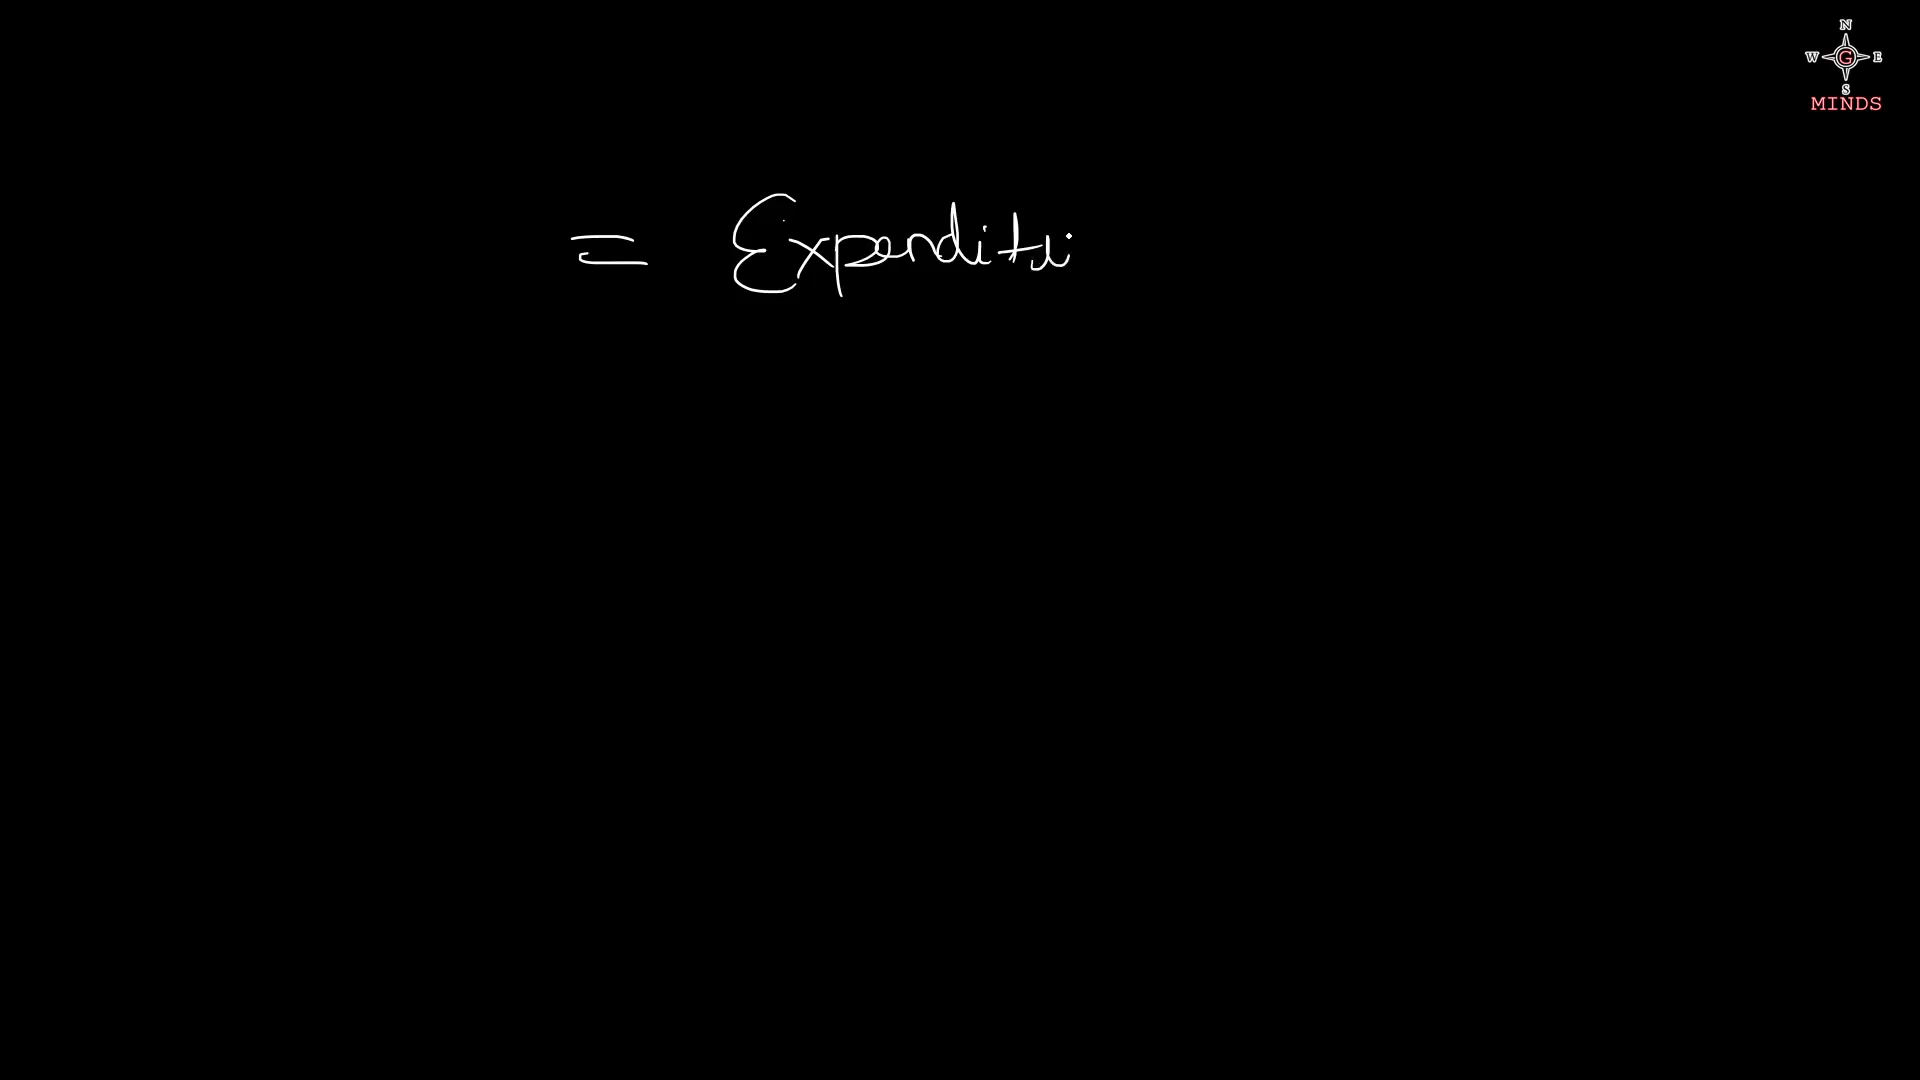 N
W G E
S
MINDS
= Expenditu